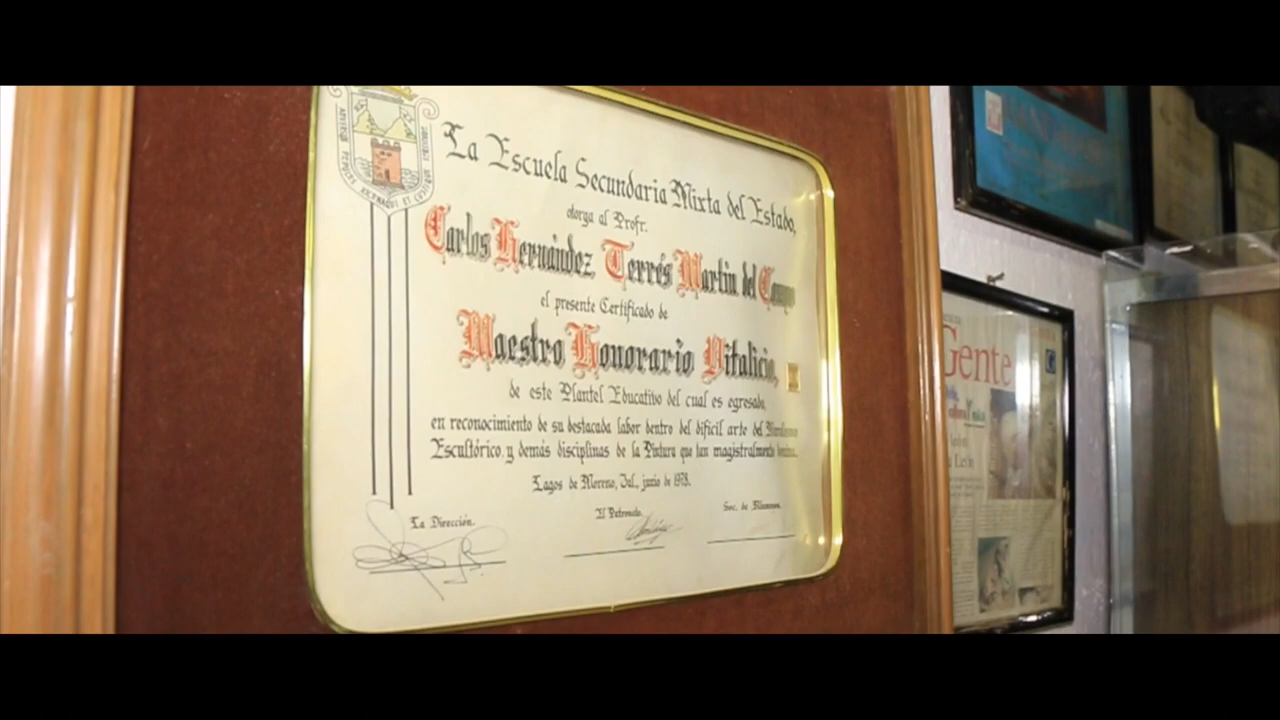 La Escuela Secundaria Mixta del Estado,
otorga al Profr.
Carlos Hernández Terrés Martin del Campo
el presente Certificado de
Maestro Honorario Vitalicio,
de este Plantel Educativo del cual es egresado,
en reconocimiento de su destacada labor dentro del dificil arte del
Escultórico y demás disciplinas de la Pintura que tan magistralmente
Lagos de Moreno, Jal., junio de 1978.
La Dirección.
El Patronato.
Soc. de Alumnos.
Gente